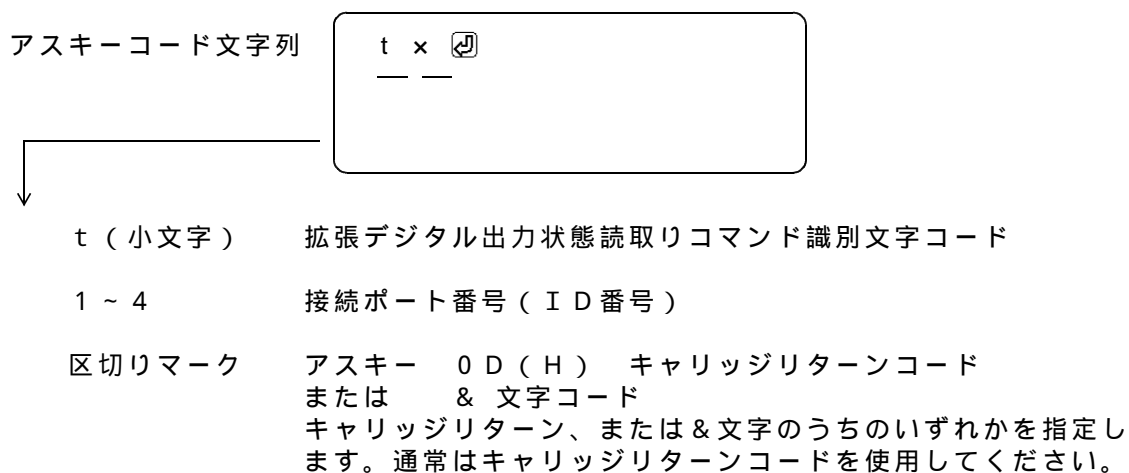 アスキーコード文字列 t × ⏎
t (小文字) 拡張デジタル出力状態読取りコマンド識別文字コード
1 ~ 4 接続ポート番号(ID番号)
区切りマーク アスキー 0D(H) キャリッジリターンコード
または & 文字コード
キャリッジリターン、または&文字のうちのいずれかを指定し
ます。通常はキャリッジリターンコードを使用してください。